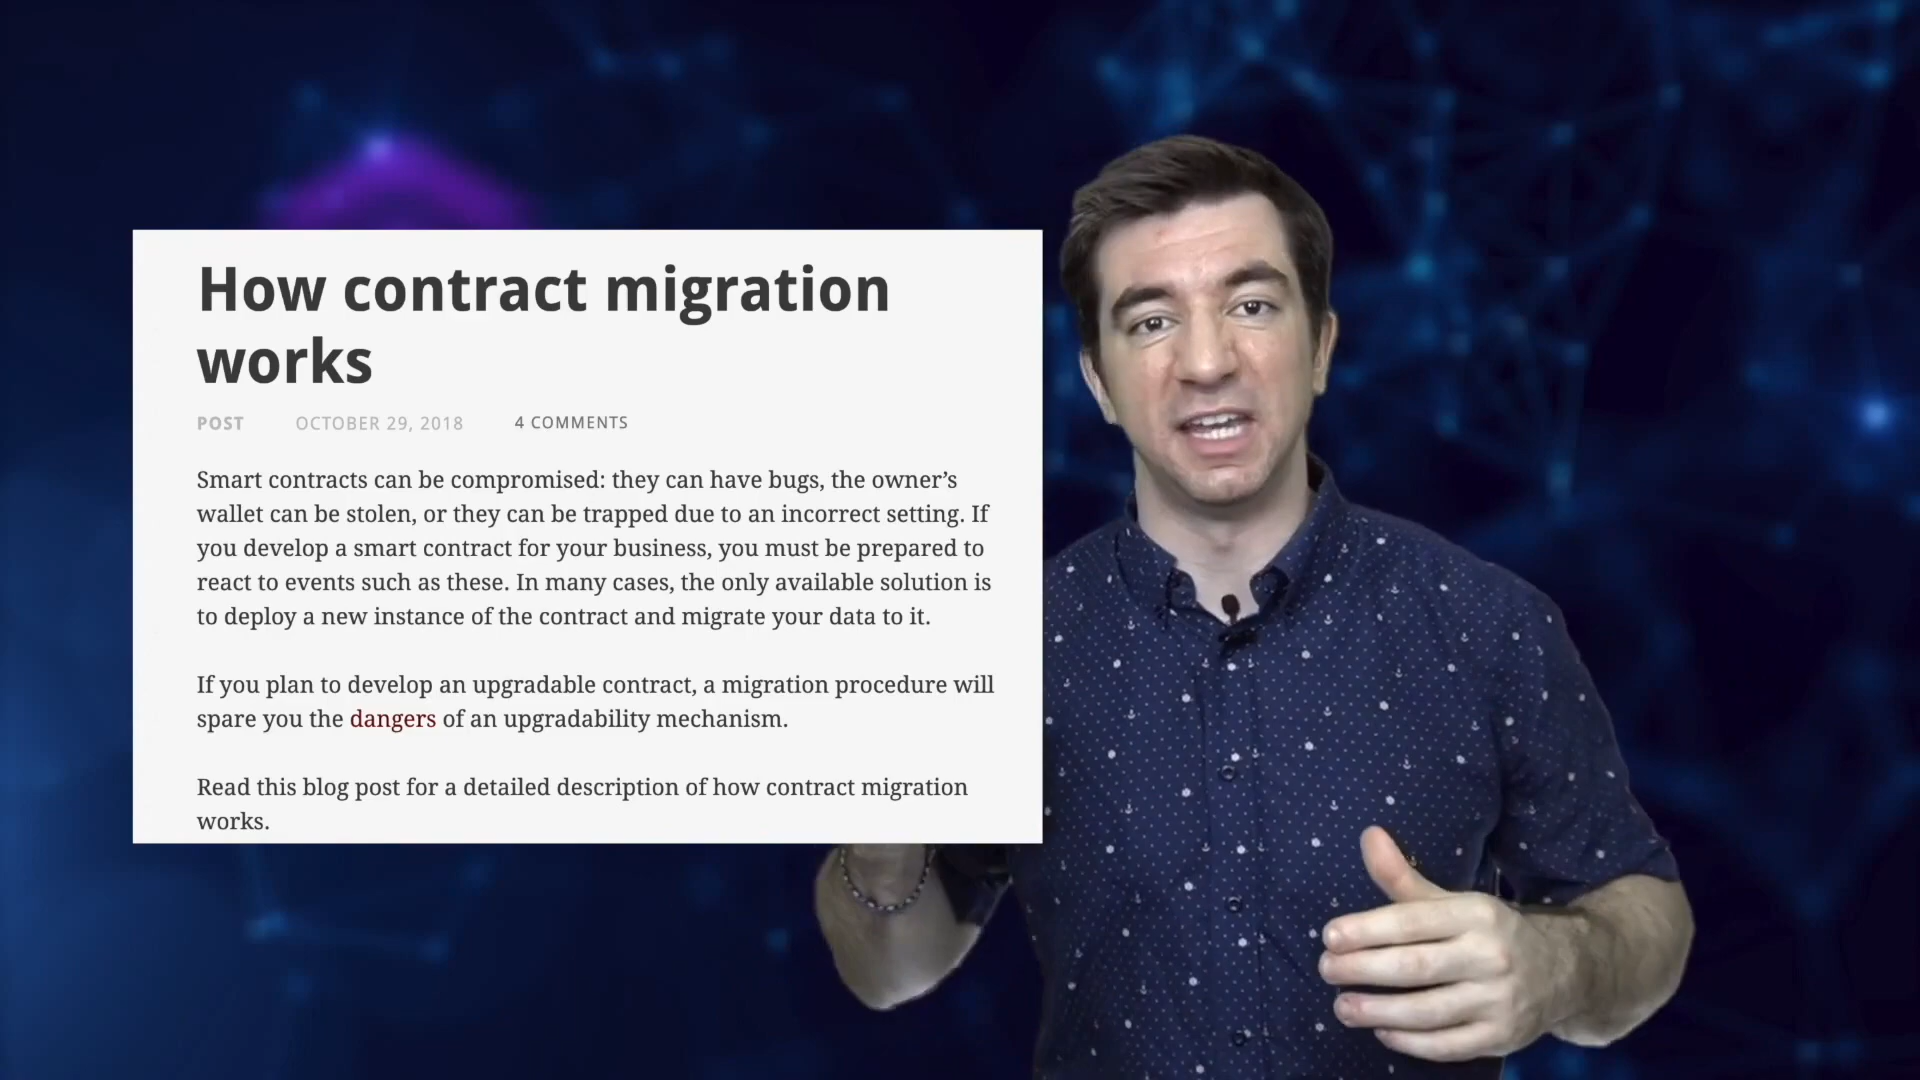 How contract migration
works
POST OCTOBER 29, 2018 4 COMMENTS
Smart contracts can be compromised: they can have bugs, the owner’s
wallet can be stolen, or they can be trapped due to an incorrect setting. If
you develop a smart contract for your business, you must be prepared to
react to events such as these. In many cases, the only available solution is
to deploy a new instance of the contract and migrate your data to it.
If you plan to develop an upgradable contract, a migration procedure will
spare you the dangers of an upgradability mechanism.
Read this blog post for a detailed description of how contract migration
works.